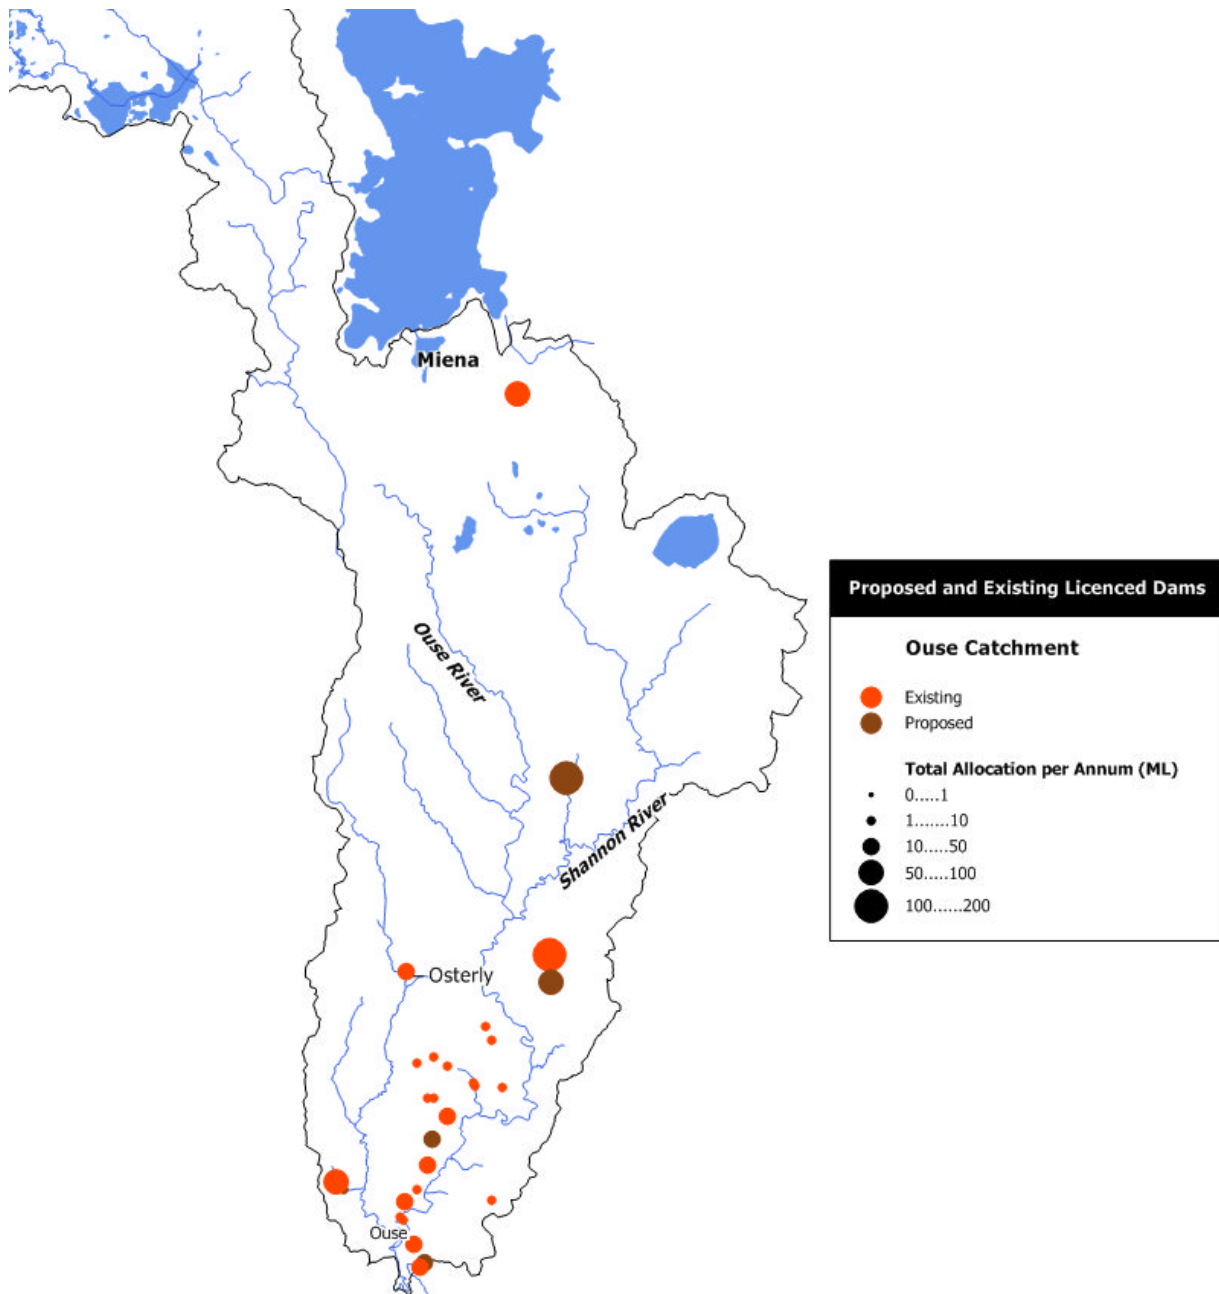 Miena
Ouse River
Shannon River
Osterly
Ouse
Proposed and Existing Licenced Dams
Ouse Catchment
Existing
Proposed
Total Allocation per Annum (ML)
0.....1
1.......10
10.....50
50.....100
100......200